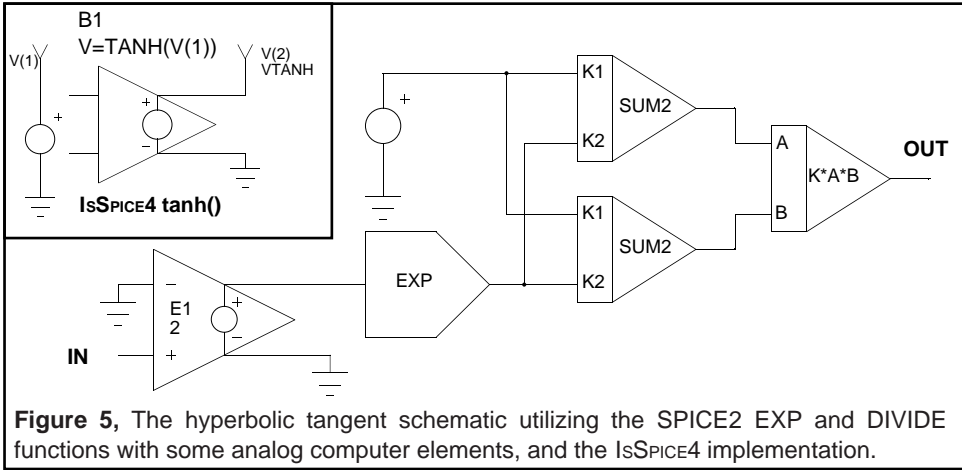 B1
V=TANH(V(1))
V(1)
V(2)
VTANH
+
+
-
IsSPICE4 tanh()
+
K1
SUM2
K2
K1
SUM2
K2
A
K*A*B
B
OUT
EXP
-
E1
2
+
-
+
IN
Figure 5, The hyperbolic tangent schematic utilizing the SPICE2 EXP and DIVIDE
functions with some analog computer elements, and the IsSPICE4 implementation.